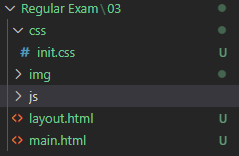 Regular Exam\03
css
# init.css U
img
js
<> layout.html U
<> main.html U